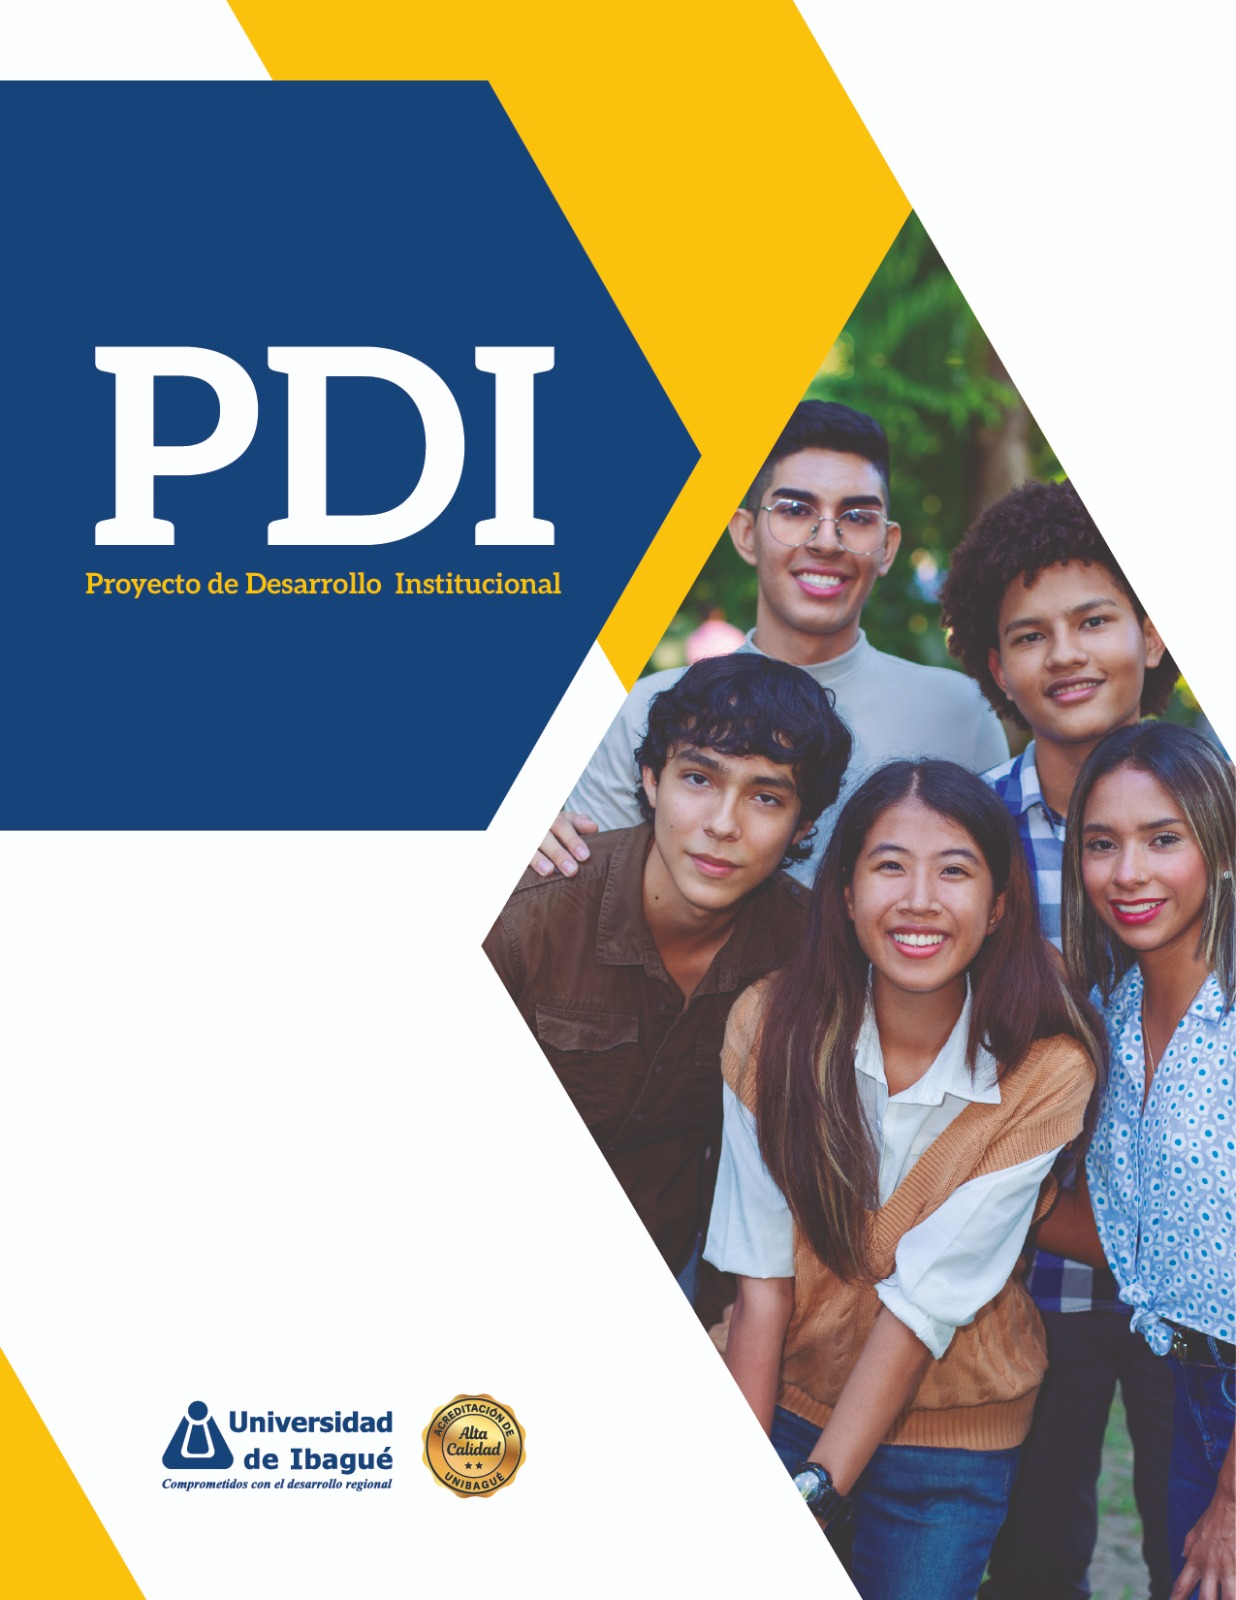 PDI
Proyecto de Desarrollo Institucional
Universidad
de Ibagué
Comprometidos con el desarrollo regional
ACREDITACIÓN DE
Alta
Calidad
UNIBAGUÉ